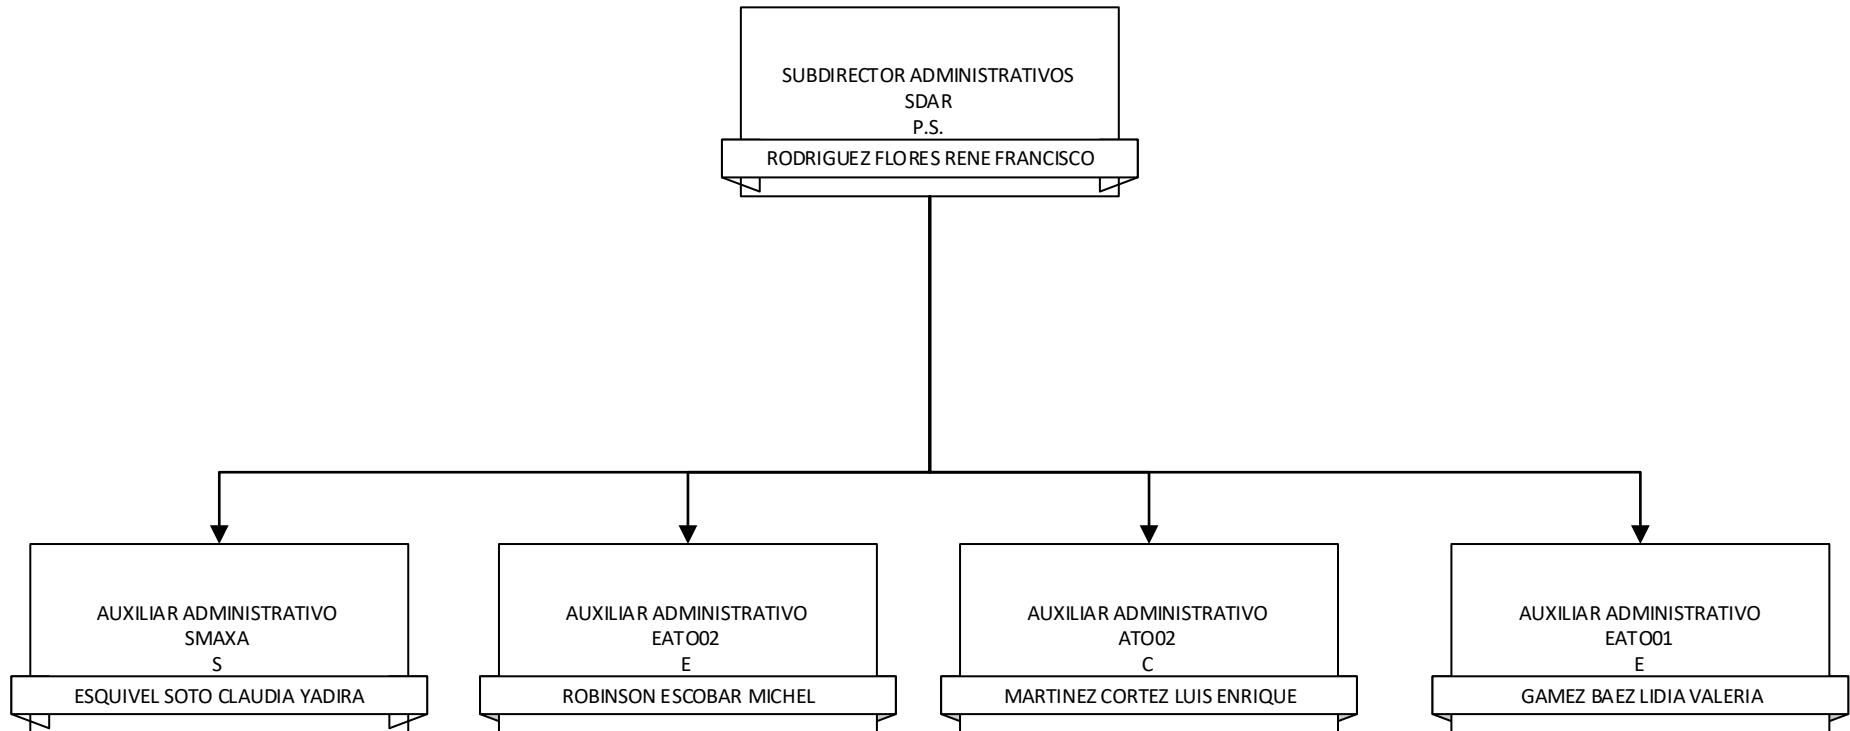 SUBDIRECTOR ADMINISTRATIVOS
SDAR
P.S.
RODRIGUEZ FLORES RENE FRANCISCO
AUXILIAR ADMINISTRATIVO
SMAXA
S
ESQUIVEL SOTO CLAUDIA YADIRA
AUXILIAR ADMINISTRATIVO
EATO02
E
ROBINSON ESCOBAR MICHEL
AUXILIAR ADMINISTRATIVO
ATO02
C
MARTINEZ CORTEZ LUIS ENRIQUE
AUXILIAR ADMINISTRATIVO
EATO01
E
GAMEZ BAEZ LIDIA VALERIA